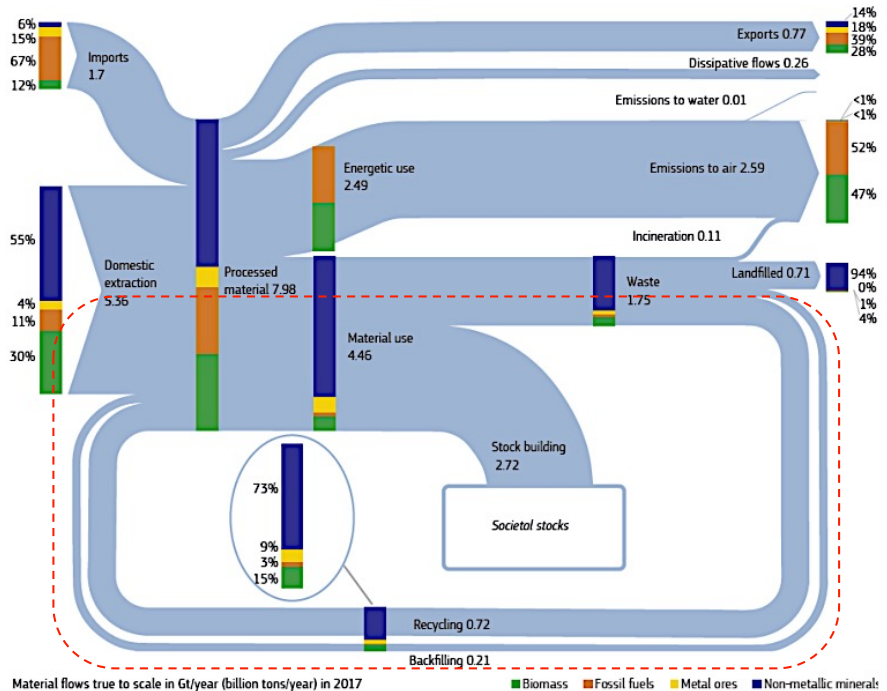 6%
15%
67%
12%
Imports
1.7
Exports 0.77
14%
18%
39%
28%
Dissipative flows 0.26
Emissions to water 0.01
<1%
<1%
52%
47%
Energetic use
2.49
Emissions to air 2.59
55%
4%
11%
30%
Domestic
extraction
5.36
Processed
material 7.98
Incineration 0.11
Waste
1.75
Landfilled 0.71
94%
0%
1%
4%
Material use
4.46
Stock building
2.72
Societal stocks
73%
9%
3%
15%
Recycling 0.72
Backfilling 0.21
Material flows true to scale in Gt/year (billion tons/year) in 2017
Biomass
Fossil fuels
Metal ores
Non-metallic minerals